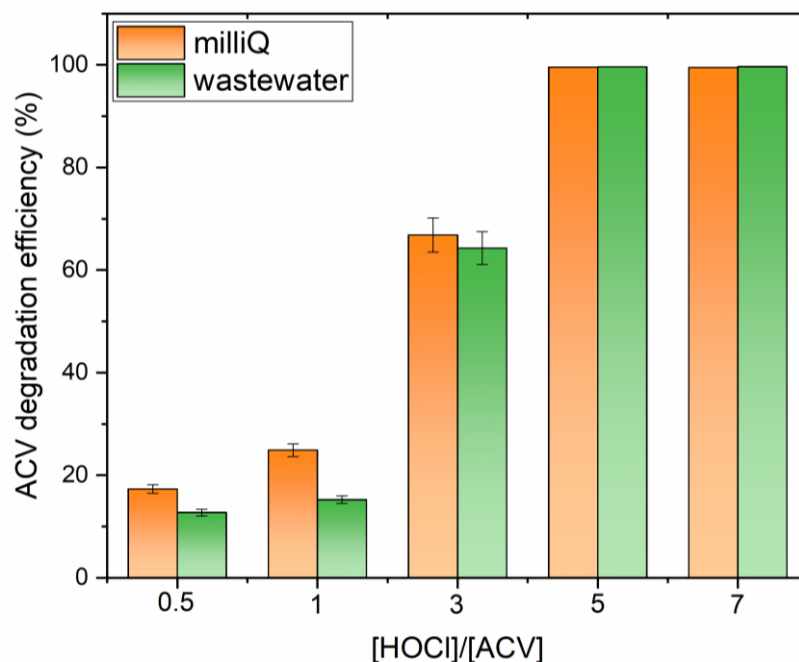 milliQ
wastewater
ACV degradation efficiency (%)
100
80
60
40
20
0
0.5 1 3 5 7
[HOCl]/[ACV]